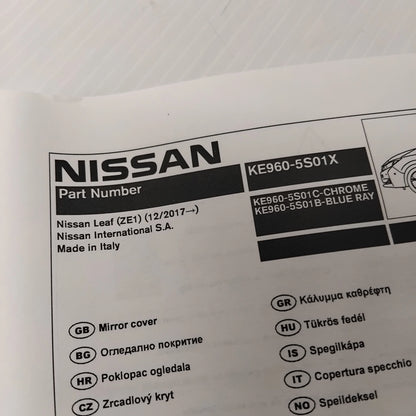 NISSAN
Part Number
KE960-5S01X
KE960-5S01C-CHROME
KE960-5S01B-BLUE RAY
Nissan Leaf (ZE1) (12/2017→)
Nissan International S.A.
Made in Italy
GB Mirror cover
BG Огледално покритие
HR Poklopac ogledala
CZ Zrcadlový kryt
GR Κάλυμμα καθρέφτη
HU Tükrös fedél
IS Spegilkápa
IT Copertura specchio
NO Speildeksel